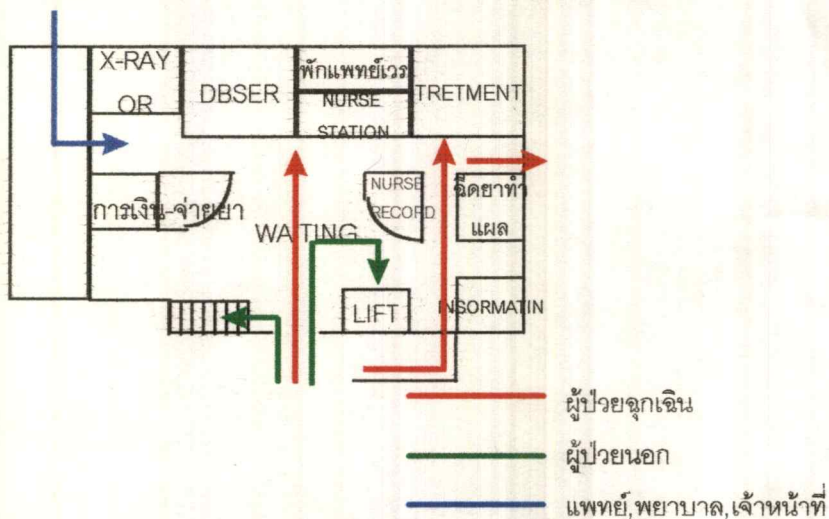 X-RAY
OR
DBSER
พักแพทย์เวร
NURSE
STATION
TRETMENT
การเงิน-จ่ายยา
WAITING
NURSE
RECORD
ฉีดยาทำ
แผล
LIFT
INSORMATIN
ผู้ป่วยฉุกเฉิน
ผู้ป่วยนอก
แพทย์,พยาบาล,เจ้าหน้าที่